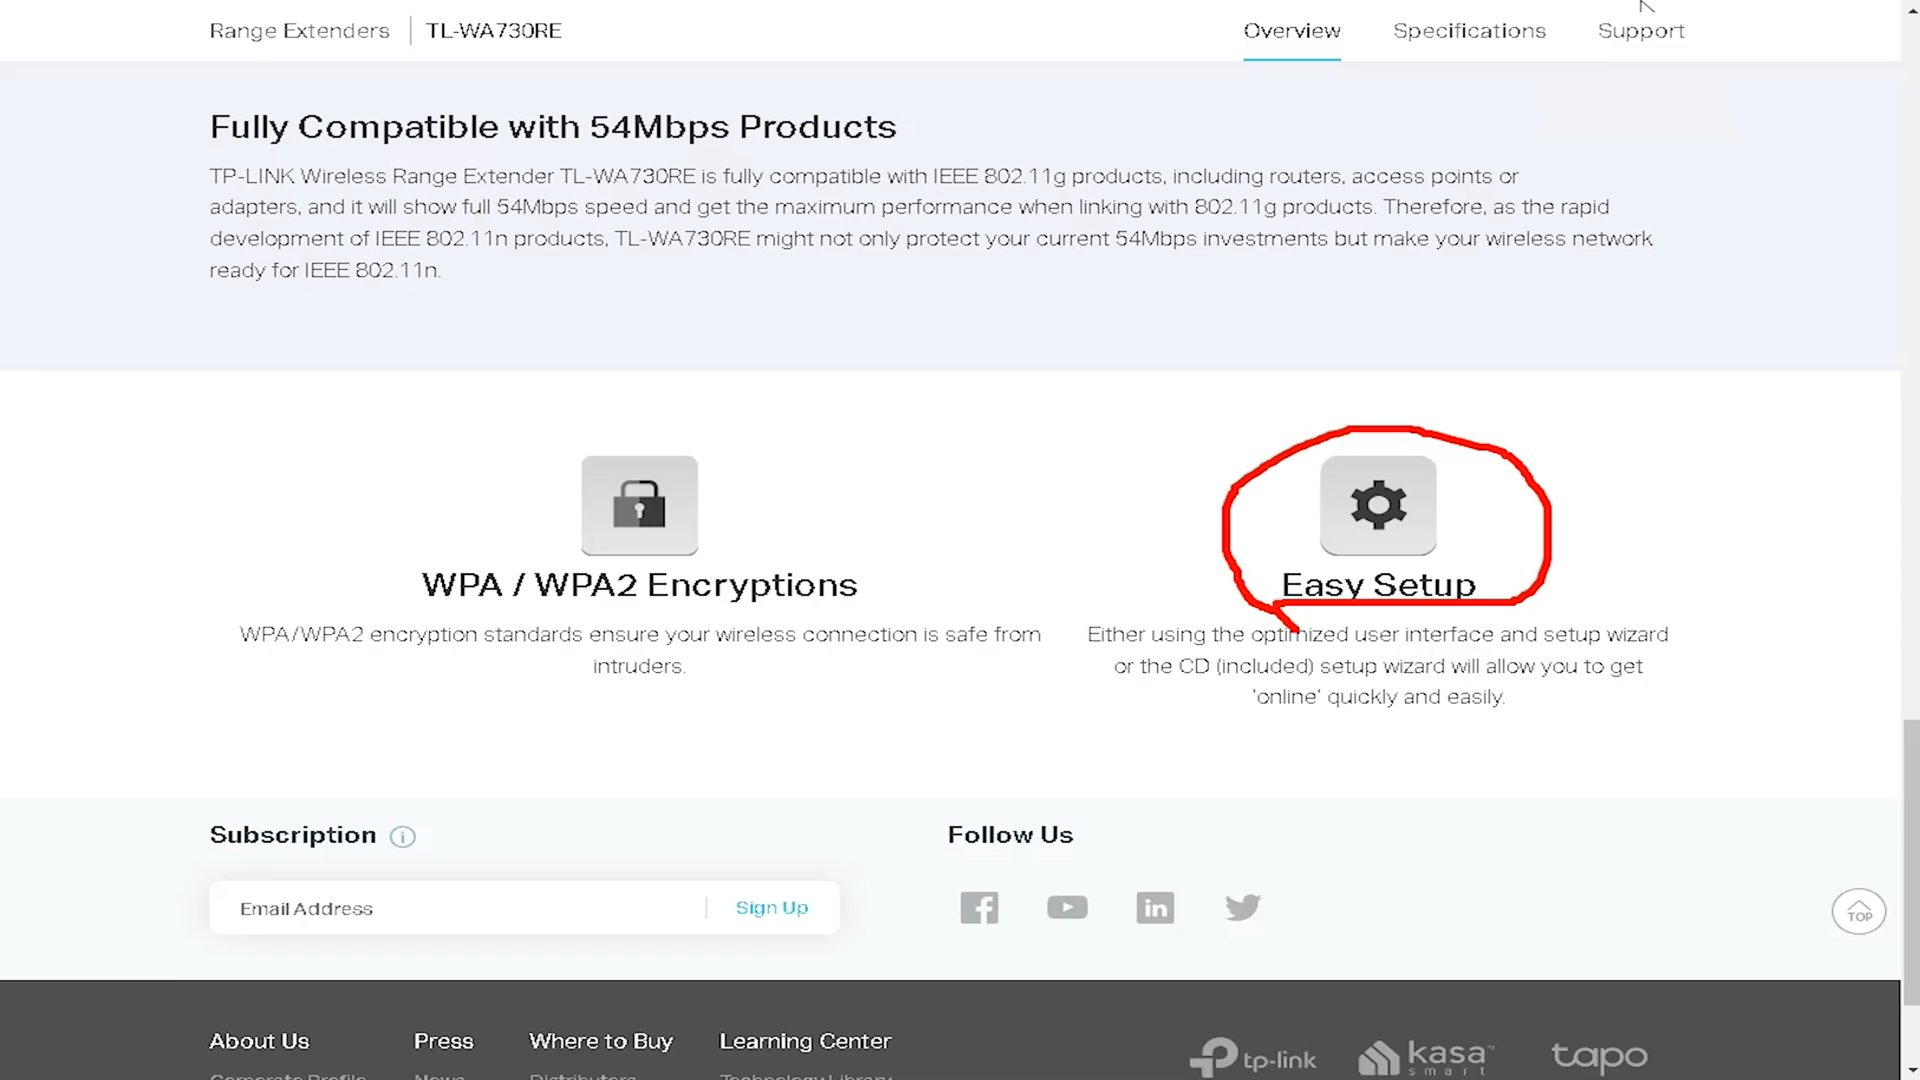 Range Extenders TL-WA730RE Overview Specifications Support
Fully Compatible with 54Mbps Products
TP-LINK Wireless Range Extender TL-WA730RE is fully compatible with IEEE 802.11g products, including routers, access points or
adapters, and it will show full 54Mbps speed and get the maximum performance when linking with 802.11g products. Therefore, as the rapid
development of IEEE 802.11n products, TL-WA730RE might not only protect your current 54Mbps investments but make your wireless network
ready for IEEE 802.11n.
WPA / WPA2 Encryptions
WPA/WPA2 encryption standards ensure your wireless connection is safe from
intruders.
Easy Setup
Either using the optimized user interface and setup wizard
or the CD (included) setup wizard will allow you to get
'online' quickly and easily.
Subscription
Email Address Sign Up
Follow Us
TOP
About Us Press Where to Buy Learning Center
Corporate Profile News Distributors Technology Library
tp-link kasa smart tapo